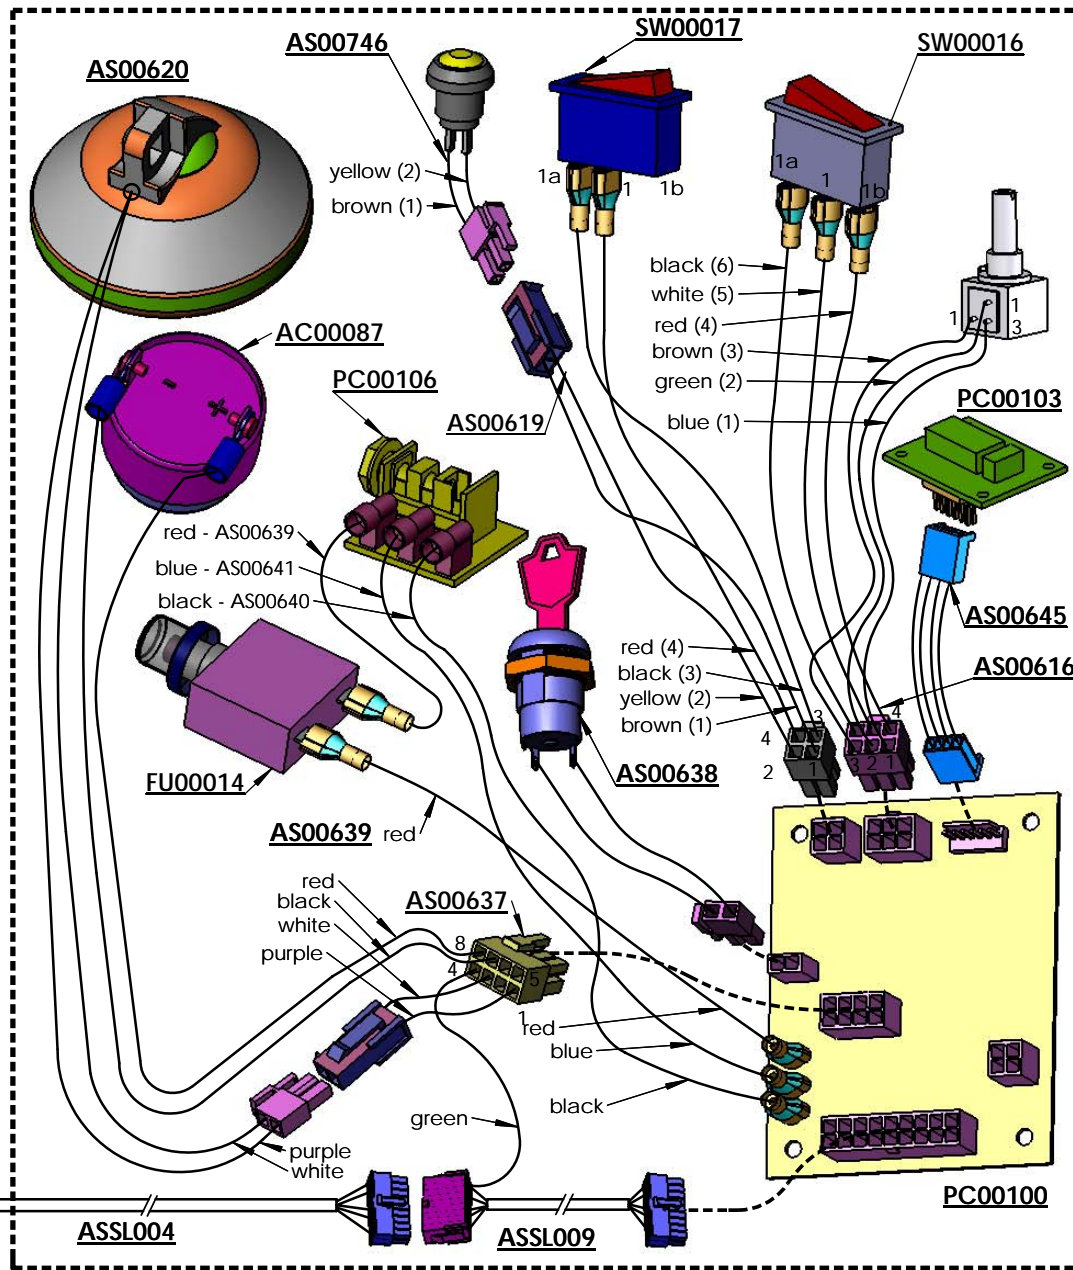 AS00746
SW00017
SW00016
AS00620
yellow (2)
brown (1)
1a
1
1b
1a
1
1b
black (6)
white (5)
red (4)
brown (3)
green (2)
blue (1)
1
1
3
AC00087
-
+
PC00106
AS00619
PC00103
red - AS00639
blue - AS00641
black - AS00640
AS00645
red (4)
black (3)
yellow (2)
brown (1)
AS00616
3
4
1
2
4
3
2
1
FU00014
AS00638
AS00639 red
red
black
white
purple
AS00637
8
4
5
1
red
blue
black
green
purple
white
PC00100
ASSL004
ASSL009